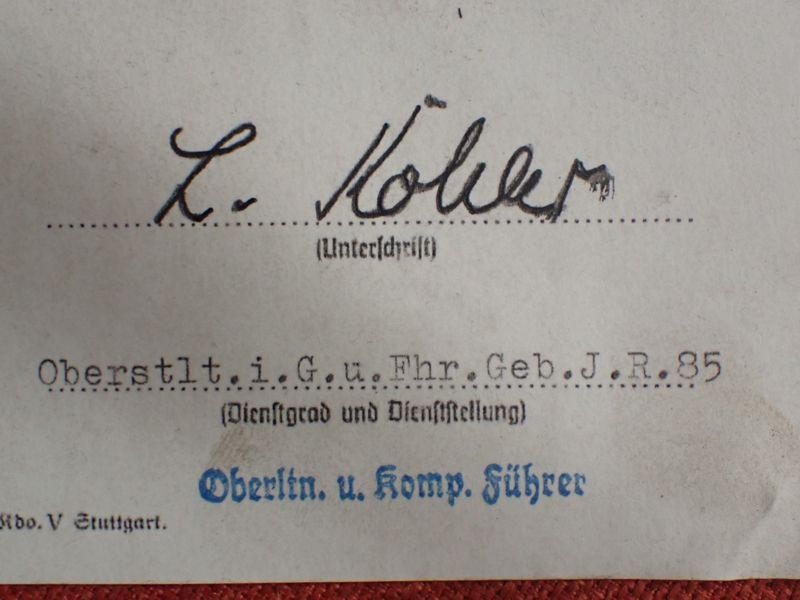 L. Köhler
(Unterschrift)
Oberstlt.i.G.u.Fhr.Geb.J.R.85
(Dienstgrad und Dienststellung)
Oberltn. u. Komp. Führer
Kdo. V Stuttgart.